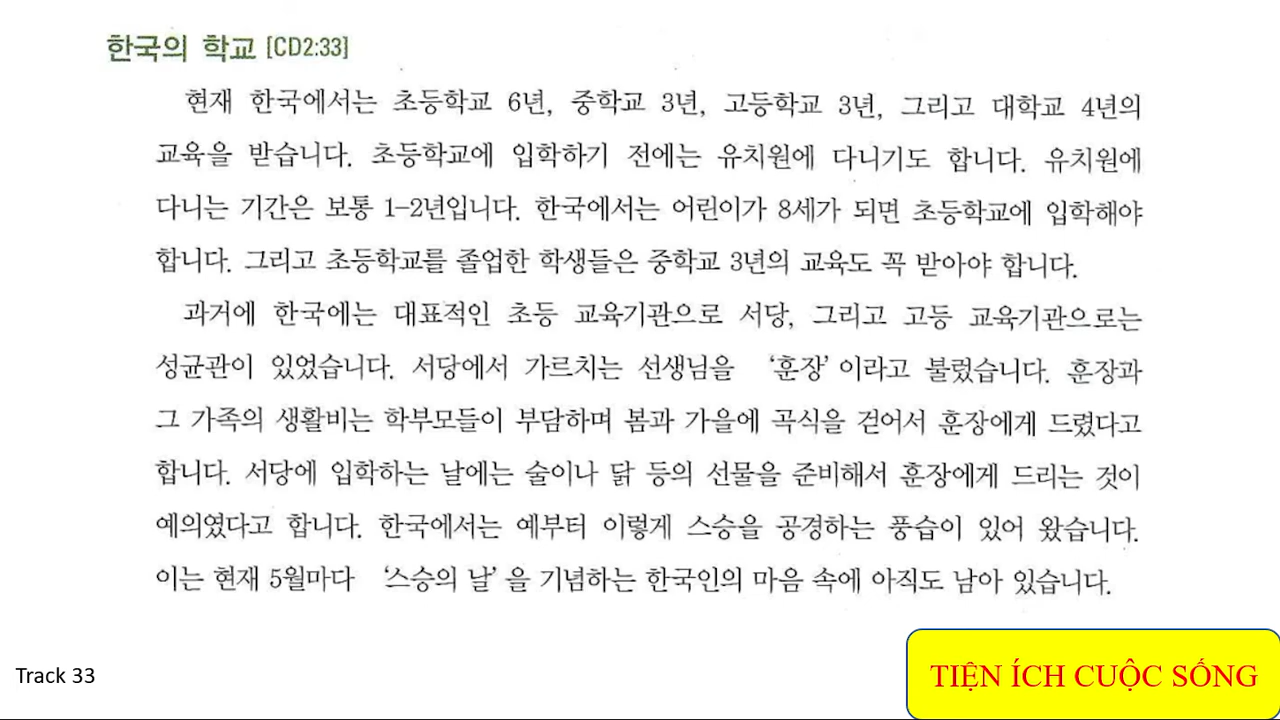 한국의 학교 [CD2:33]
현재 한국에서는 초등학교 6년, 중학교 3년, 고등학교 3년, 그리고 대학교 4년의
교육을 받습니다. 초등학교에 입학하기 전에는 유치원에 다니기도 합니다. 유치원에
다니는 기간은 보통 1-2년입니다. 한국에서는 어린이가 8세가 되면 초등학교에 입학해야
합니다. 그리고 초등학교를 졸업한 학생들은 중학교 3년의 교육도 꼭 받아야 합니다.
과거에 한국에는 대표적인 초등 교육기관으로 서당, 그리고 고등 교육기관으로는
성균관이 있었습니다. 서당에서 가르치는 선생님을 ‘훈장’이라고 불렀습니다. 훈장과
그 가족의 생활비는 학부모들이 부담하며 봄과 가을에 곡식을 걷어서 훈장에게 드렸다고
합니다. 서당에 입학하는 날에는 술이나 닭 등의 선물을 준비해서 훈장에게 드리는 것이
예의였다고 합니다. 한국에서는 예부터 이렇게 스승을 공경하는 풍습이 있어 왔습니다.
이는 현재 5월마다 ‘스승의 날’을 기념하는 한국인의 마음 속에 아직도 남아 있습니다.
Track 33
TIỆN ÍCH CUỘC SỐNG